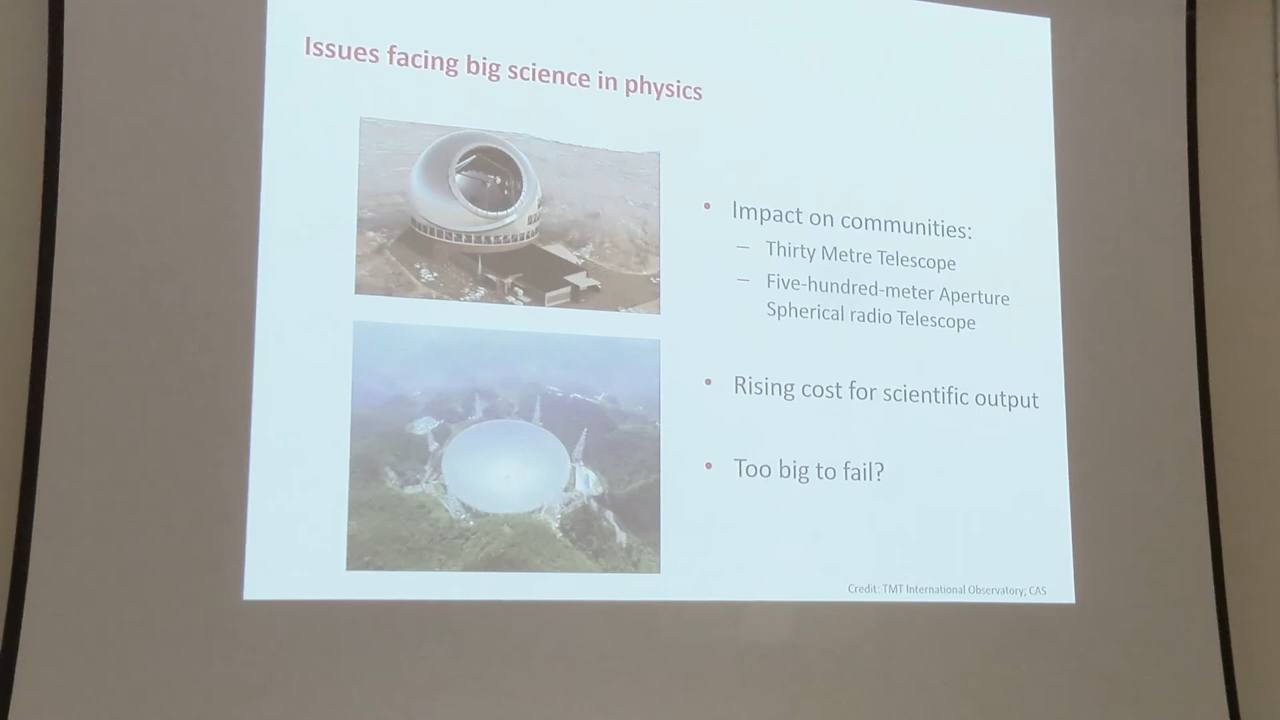 Issues facing big science in physics
• Impact on communities:
– Thirty Metre Telescope
– Five-hundred-meter Aperture
Spherical radio Telescope
• Rising cost for scientific output
• Too big to fail?
Credit: TMT International Observatory; CAS